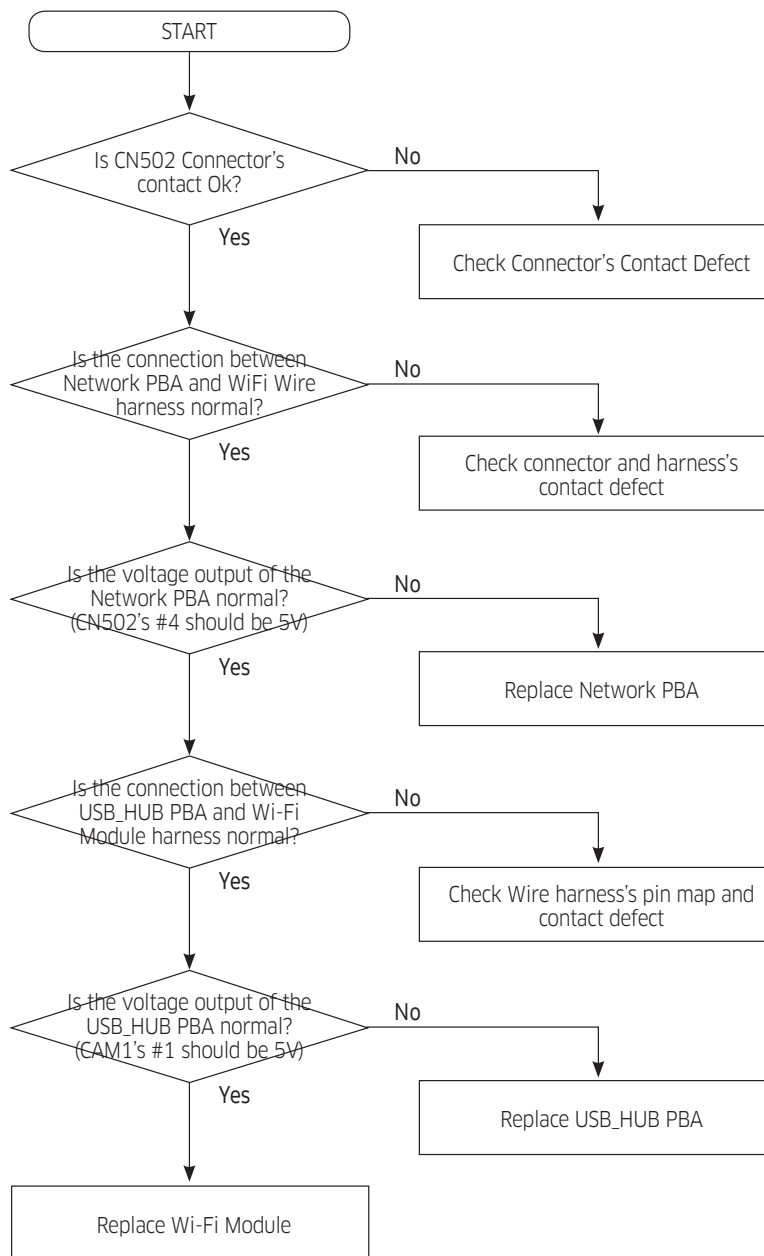 START
Is CN502 Connector's
contact Ok?
No
Yes
Check Connector's Contact Defect
Is the connection between
Network PBA and WiFi Wire
harness normal?
No
Yes
Check connector and harness's
contact defect
Is the voltage output of the
Network PBA normal?
(CN502's #4 should be 5V)
No
Yes
Replace Network PBA
Is the connection between
USB_HUB PBA and Wi-Fi
Module harness normal?
No
Yes
Check Wire harness's pin map and
contact defect
Is the voltage output of the
USB_HUB PBA normal?
(CAM1's #1 should be 5V)
No
Yes
Replace USB_HUB PBA
Replace Wi-Fi Module